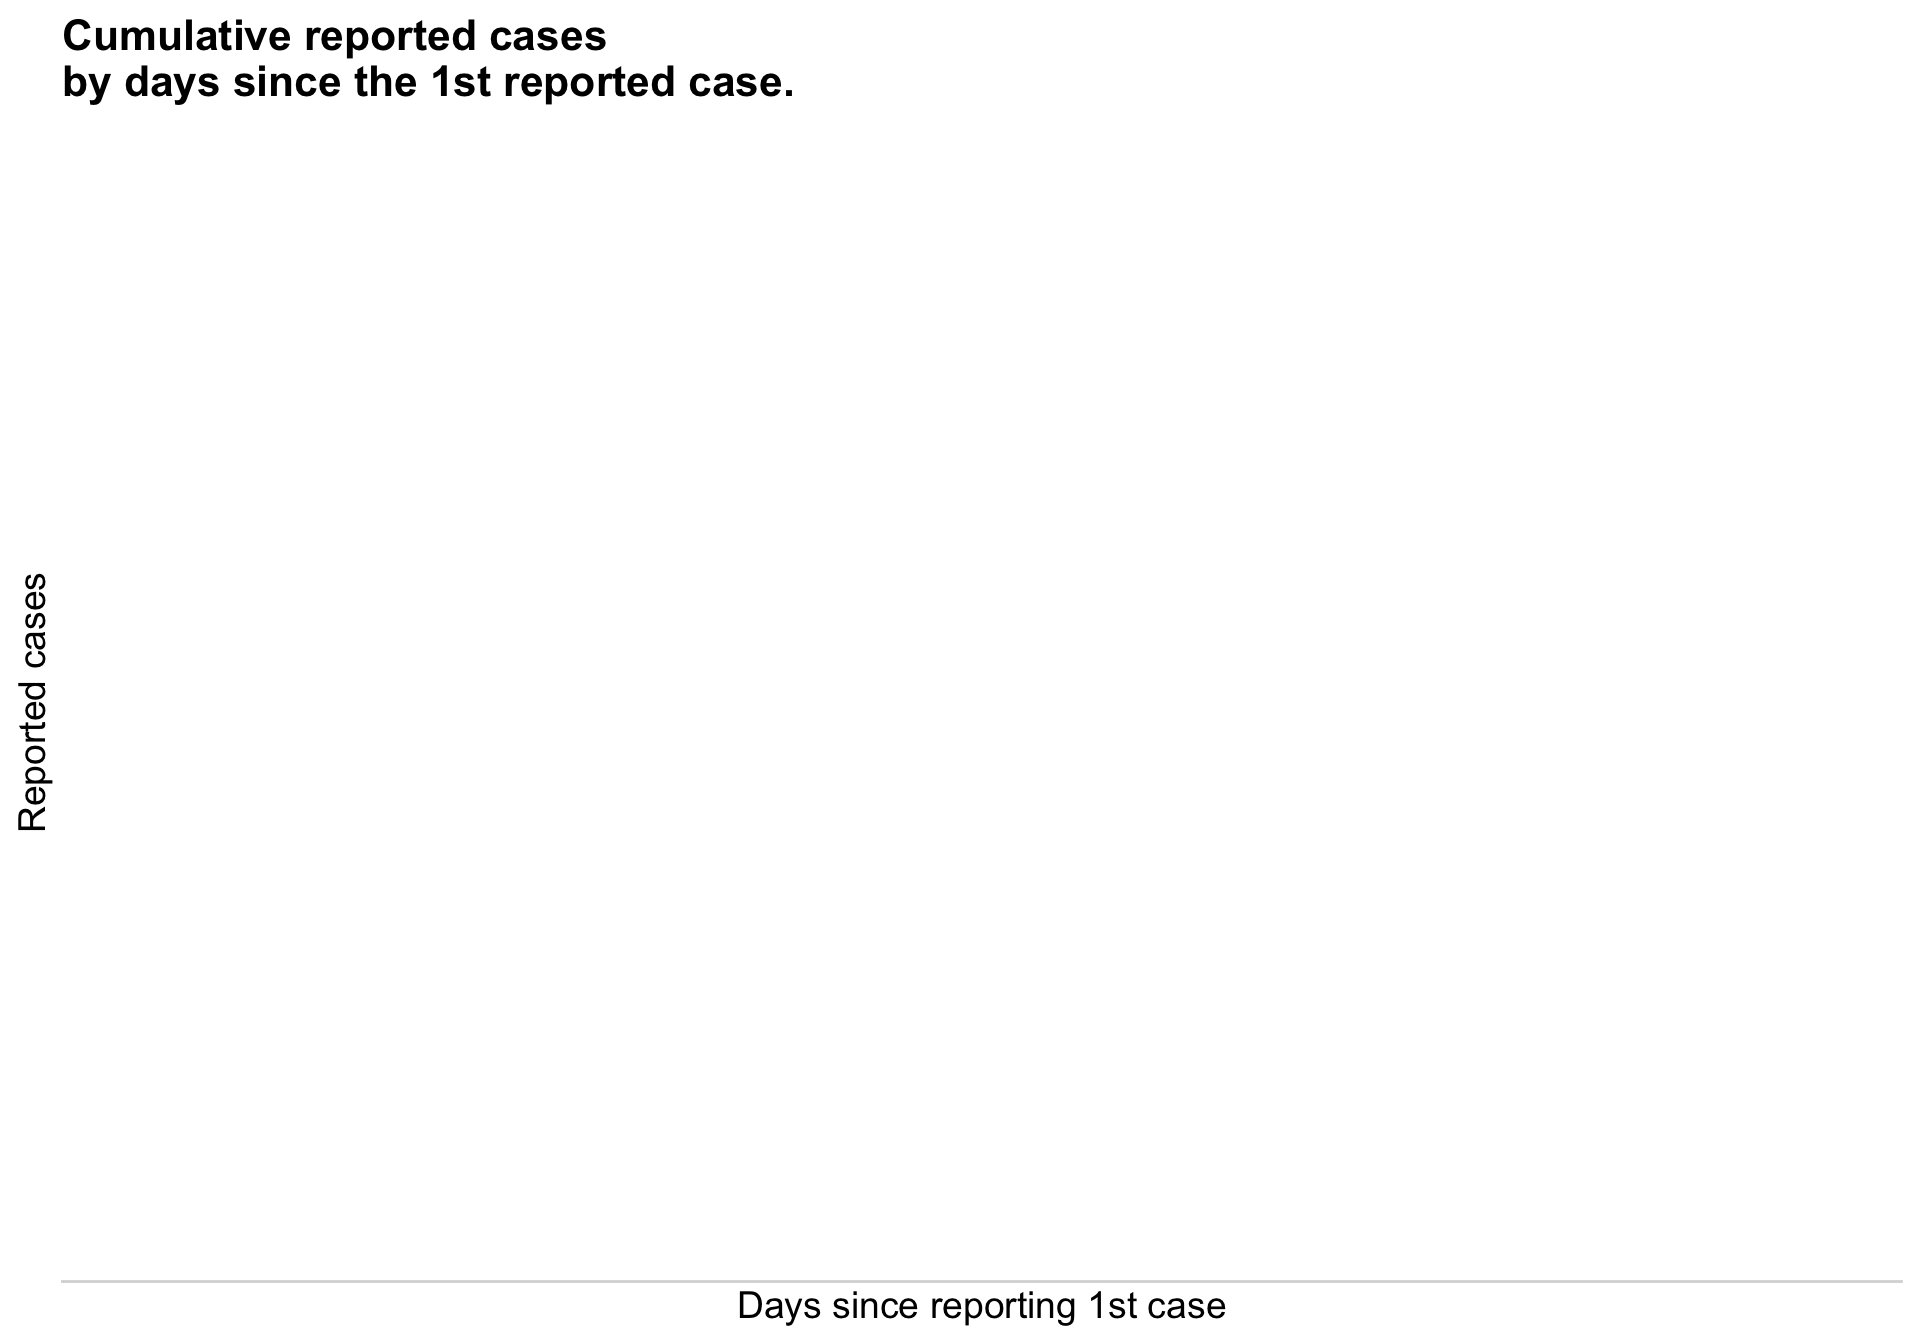 Cumulative reported cases
by days since the 1st reported case.
Reported cases
Days since reporting 1st case